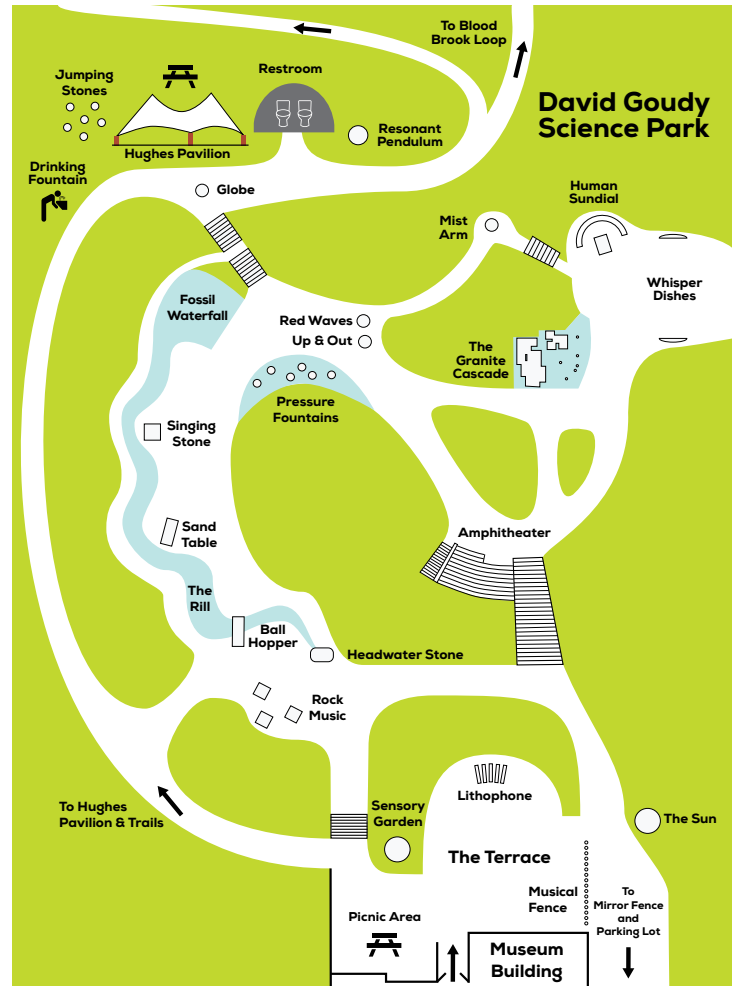 To Blood
Brook Loop
Jumping
Stones
Restroom
David Goudy
Science Park
Resonant
Pendulum
Hughes Pavilion
Drinking
Fountain
Globe
Human
Sundial
Mist
Arm
Whisper
Dishes
Fossil
Waterfall
Red Waves
Up & Out
The
Granite
Cascade
Pressure
Fountains
Singing
Stone
Sand
Table
Amphitheater
The
Rill
Ball
Hopper
Headwater Stone
Rock
Music
Lithophone
To Hughes
Pavilion & Trails
Sensory
Garden
The Sun
The Terrace
Musical
Fence
To
Mirror Fence
and
Parking Lot
Picnic Area
Museum
Building